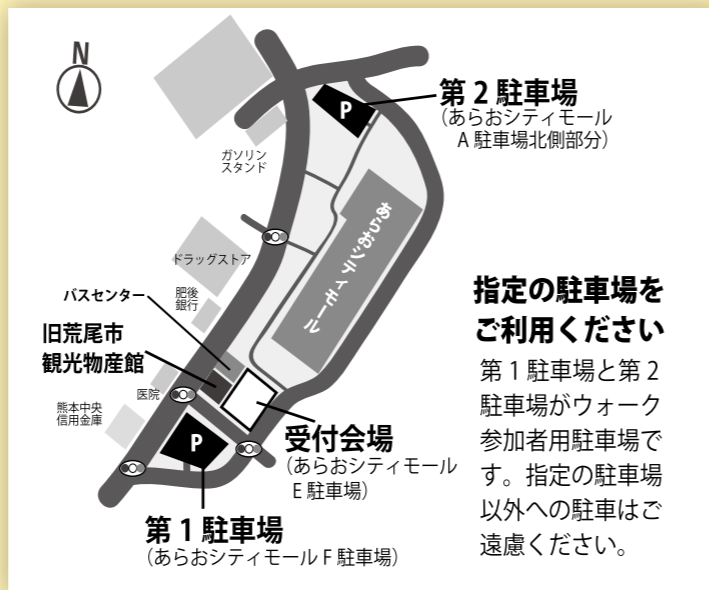 N
P
第2駐車場
(あらおシティモール
A駐車場北側部分)
ガソリン
スタンド
あらおシティモール
ドラッグストア
バスセンター
肥後
銀行
旧荒尾市
観光物産館
医院
熊本中央
信用金庫
P
受付会場
(あらおシティモール
E駐車場)
第1駐車場
(あらおシティモールF駐車場)
指定の駐車場を
ご利用ください
第1駐車場と第2
駐車場がウォーク
参加者用駐車場で
す。指定の駐車場
以外への駐車はご
遠慮ください。